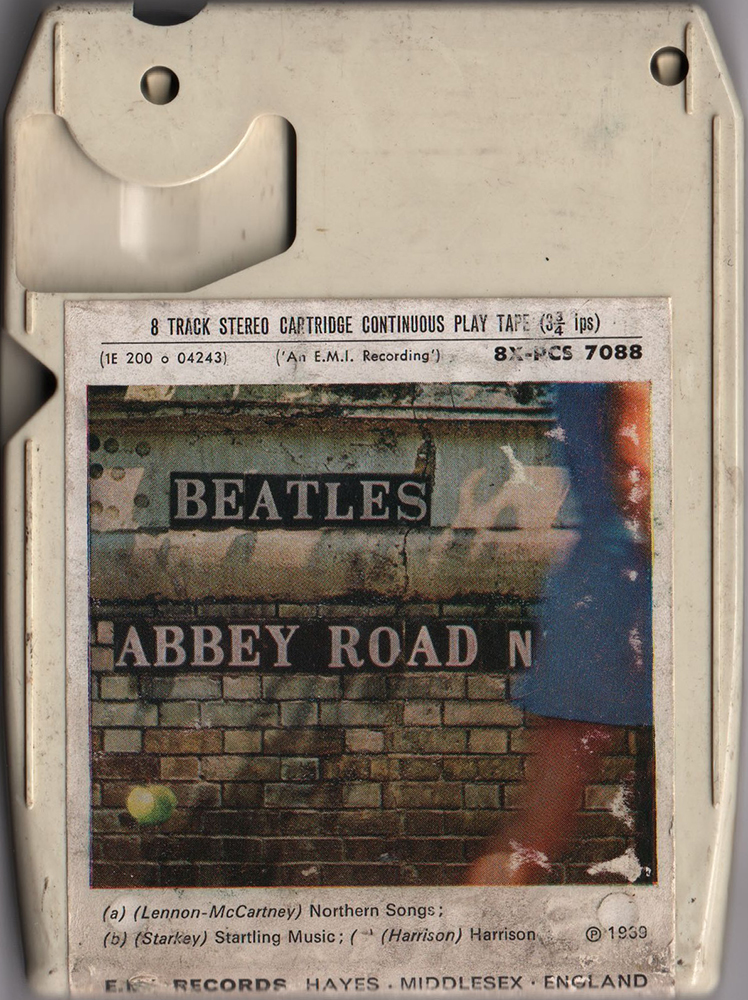 8 TRACK STEREO CARTRIDGE CONTINUOUS PLAY TAPE (3¾ ips)
(1E 200 o 04243) ('An E.M.I. Recording') 8X-PCS 7088
BEATLES
ABBEY ROAD N
(a) (Lennon-McCartney) Northern Songs;
(b) (Starkey) Startling Music; ( (Harrison) Harrison ℗ 1969
RECORDS HAYES · MIDDLESEX · ENGLAND